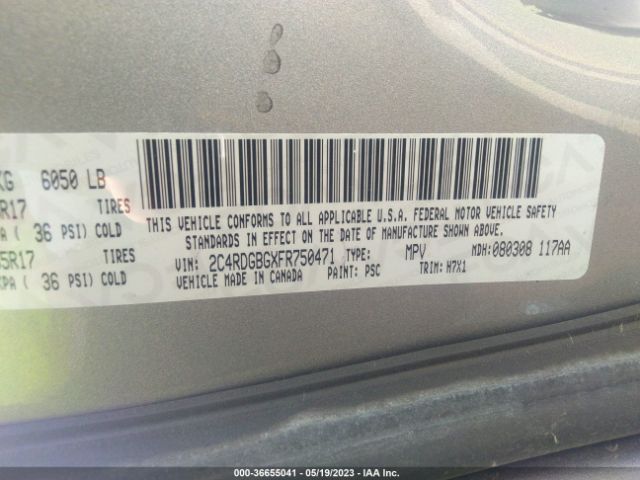 KG 6050 LB
R17 TIRES
PA ( 36 PSI) COLD
5R17 TIRES
KPA ( 36 PSI) COLD
THIS VEHICLE CONFORMS TO ALL APPLICABLE U.S.A. FEDERAL MOTOR VEHICLE SAFETY
STANDARDS IN EFFECT ON THE DATE OF MANUFACTURE SHOWN ABOVE.
VIN: 2C4RDGBGXFR750471 TYPE: MPV MDH: 080308 117AA
VEHICLE MADE IN CANADA PAINT: PSC TRIM: H7X1
000-36655041 - 05/19/2023 - IAA Inc.